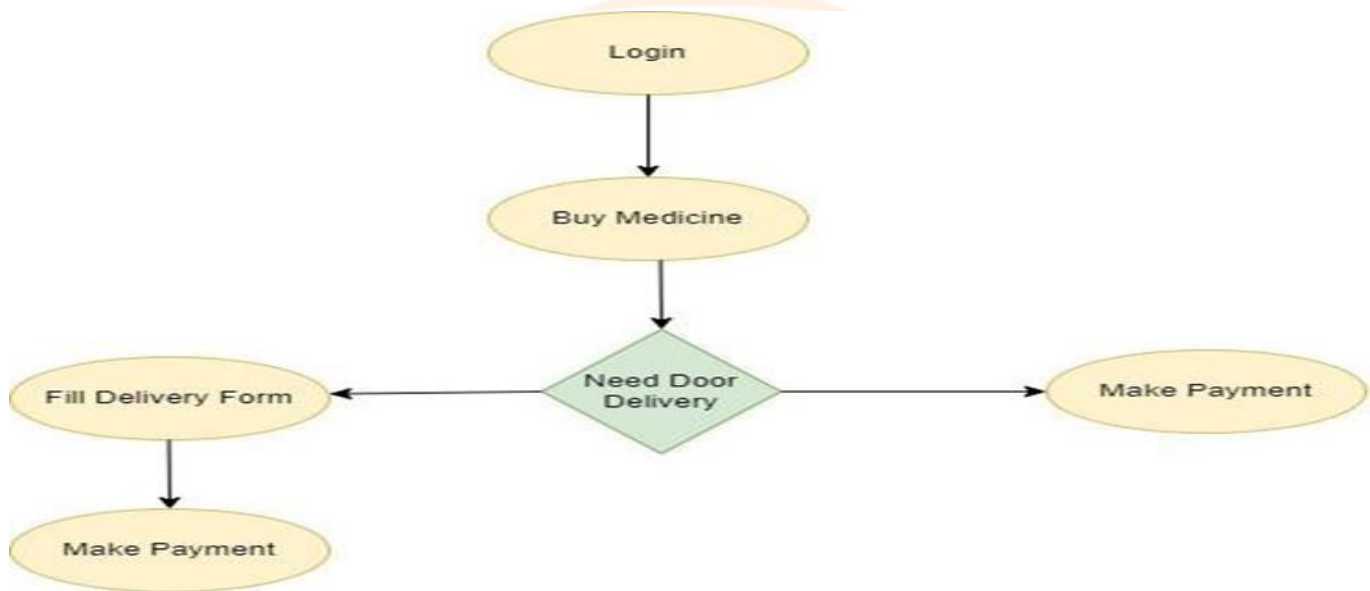 Login
Buy Medicine
Need Door
Delivery
Fill Delivery Form
Make Payment
Make Payment